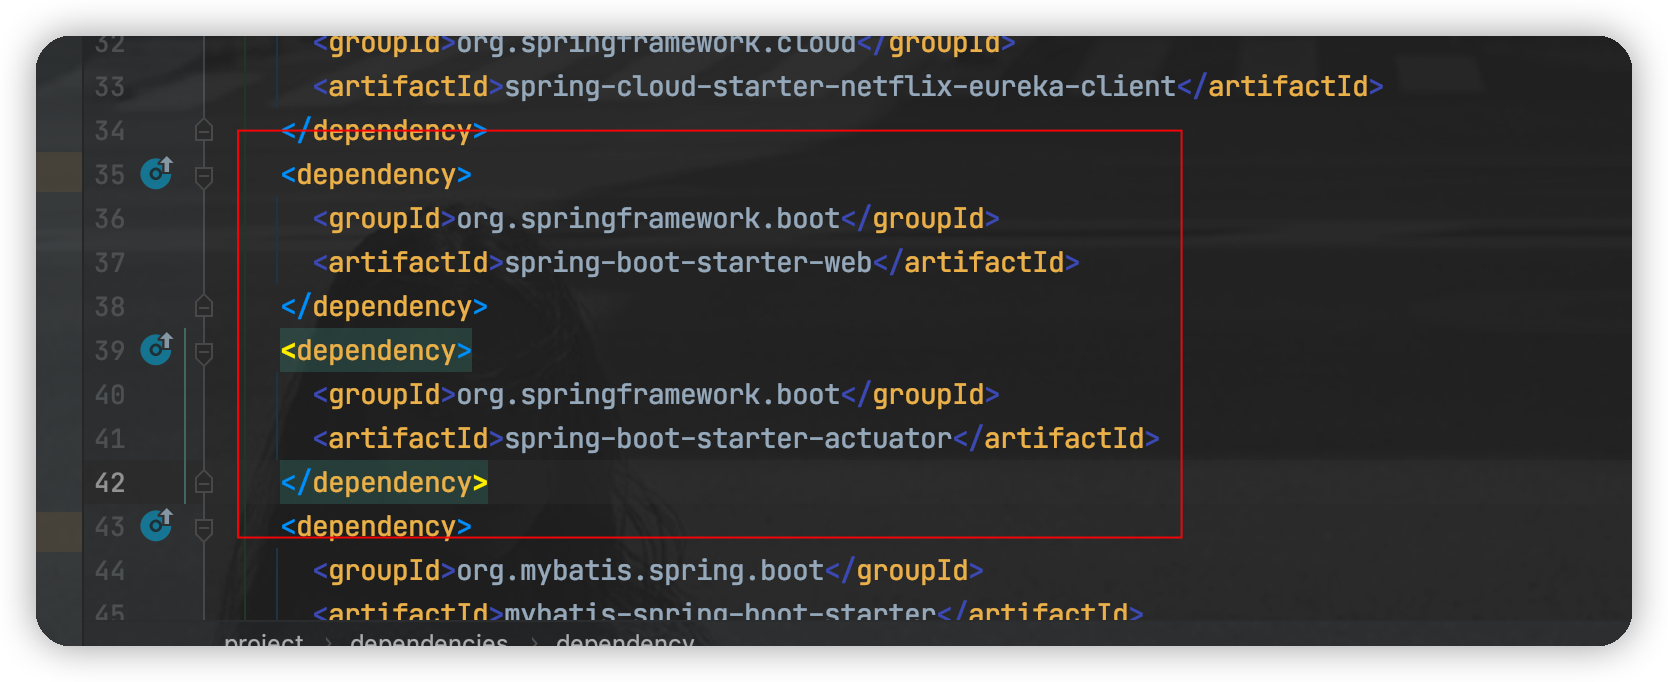 32 <groupId>org.springframework.cloud</groupId>
33 <artifactId>spring-cloud-starter-netflix-eureka-client</artifactId>
34 </dependency>
35 <dependency>
36 <groupId>org.springframework.boot</groupId>
37 <artifactId>spring-boot-starter-web</artifactId>
38 </dependency>
39 <dependency>
40 <groupId>org.springframework.boot</groupId>
41 <artifactId>spring-boot-starter-actuator</artifactId>
42 </dependency>
43 <dependency>
44 <groupId>org.mybatis.spring.boot</groupId>
45 <artifactId>mybatis-spring-boot-starter</artifactId>
project › dependencies › dependency